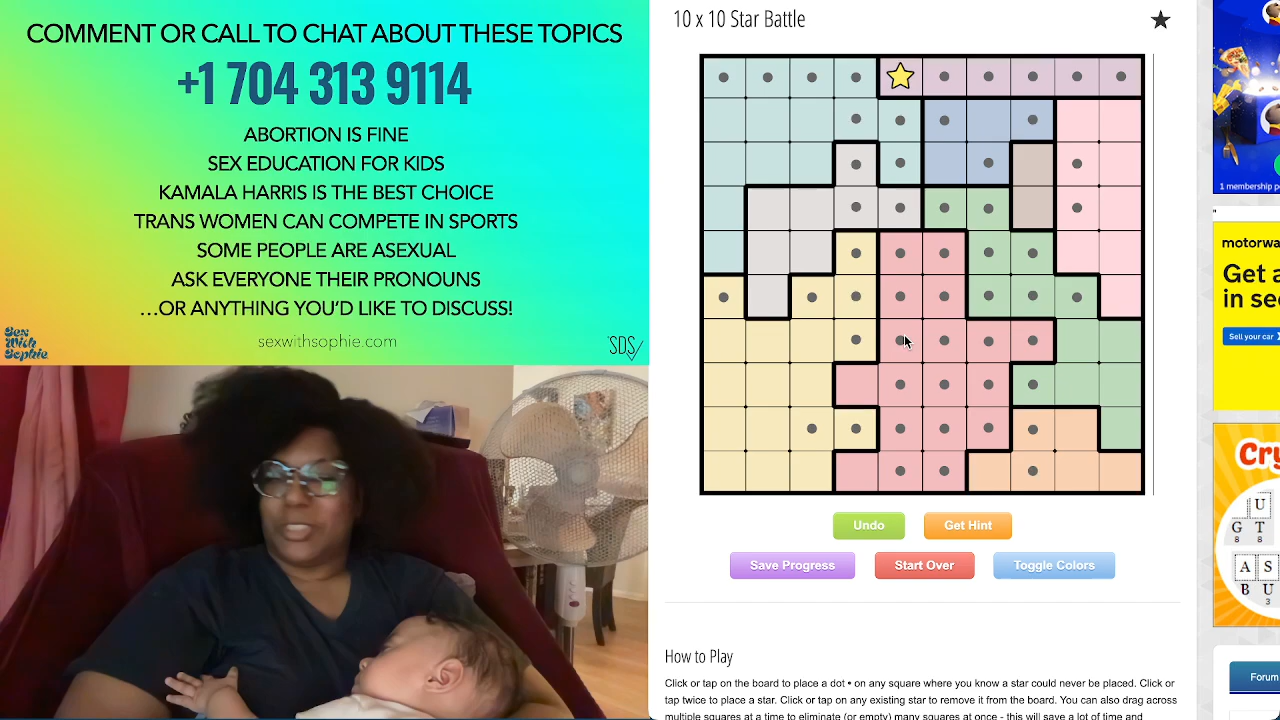 COMMENT OR CALL TO CHAT ABOUT THESE TOPICS
+1 704 313 9114
ABORTION IS FINE
SEX EDUCATION FOR KIDS
KAMALA HARRIS IS THE BEST CHOICE
TRANS WOMEN CAN COMPETE IN SPORTS
SOME PEOPLE ARE ASEXUAL
ASK EVERYONE THEIR PRONOUNS
...OR ANYTHING YOU'D LIKE TO DISCUSS!
Sex With Sophie
sexwithsophie.com
SDS
10 x 10 Star Battle
Undo
Get Hint
Save Progress
Start Over
Toggle Colors
How to Play
Click or tap on the board to place a dot • on any square where you know a star could never be placed. Click or
tap twice to place a star. Click or tap on any existing star to remove it from the board. You can also drag across
multiple squares at a time to eliminate (or empty) many squares at once - this will save a lot of time and
1 membership p
motorwa
Get a
in se
Sell your car
Cry
U
G T
8 8
A S
B U
3
Forum